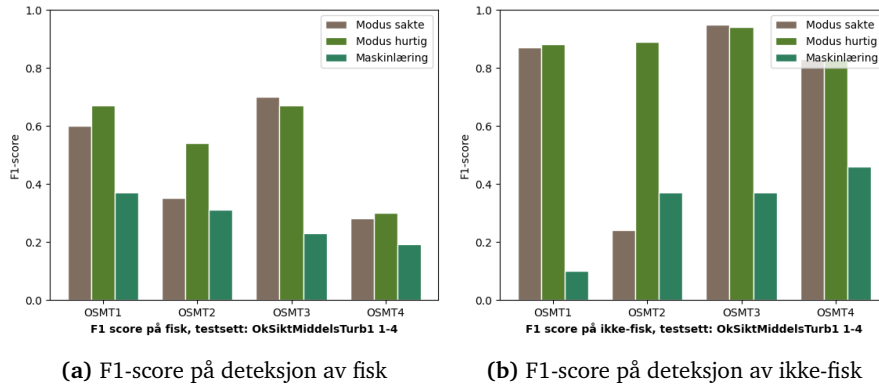 1.0
0.8
0.6
0.4
0.2
0.0
F1-score
Modus sakte
Modus hurtig
Maskinlæring
OSMT1 OSMT2 OSMT3 OSMT4
F1 score på fisk, testsett: OkSiktMiddelsTurb1 1-4
(a) F1-score på deteksjon av fisk
1.0
0.8
0.6
0.4
0.2
0.0
F1-score
Modus sakte
Modus hurtig
Maskinlæring
OSMT1 OSMT2 OSMT3 OSMT4
F1 score på ikke-fisk, testsett: OkSiktMiddelsTurb1 1-4
(b) F1-score på deteksjon av ikke-fisk